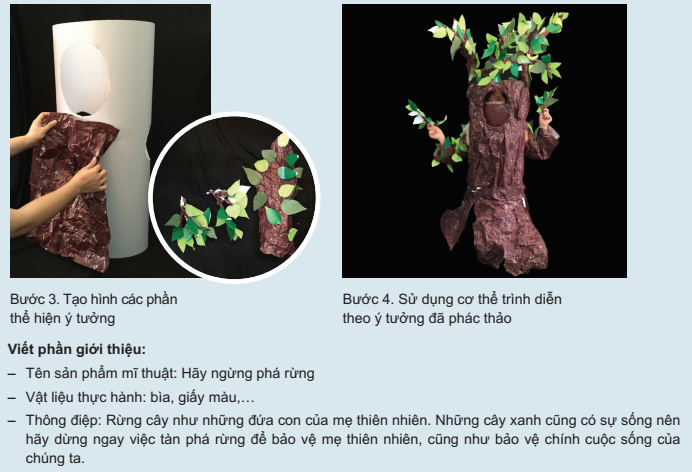 Bước 3. Tạo hình các phần
thể hiện ý tưởng
Bước 4. Sử dụng cơ thể trình diễn
theo ý tưởng đã phác thảo
Viết phần giới thiệu:
– Tên sản phẩm mĩ thuật: Hãy ngừng phá rừng
– Vật liệu thực hành: bìa, giấy màu,…
– Thông điệp: Rừng cây như những đứa con của mẹ thiên nhiên. Những cây xanh cũng có sự sống nên
hãy dừng ngay việc tàn phá rừng để bảo vệ mẹ thiên nhiên, cũng như bảo vệ chính cuộc sống của
chúng ta.